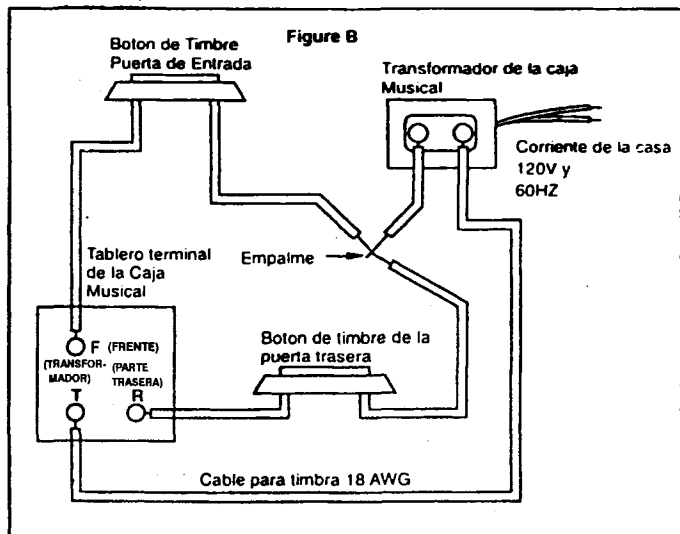 Figure B
Boton de Timbre
Puerta de Entrada
Transformador de la caja
Musical
Corriente de la casa
120V y
60HZ
Tablero terminal
de la Caja
Musical
Empalme
F (FRENTE)
(TRANSFOR-
MADOR)
T
(PARTE
TRASERA)
R
Boton de timbre de la
puerta trasera
Cable para timbra 18 AWG